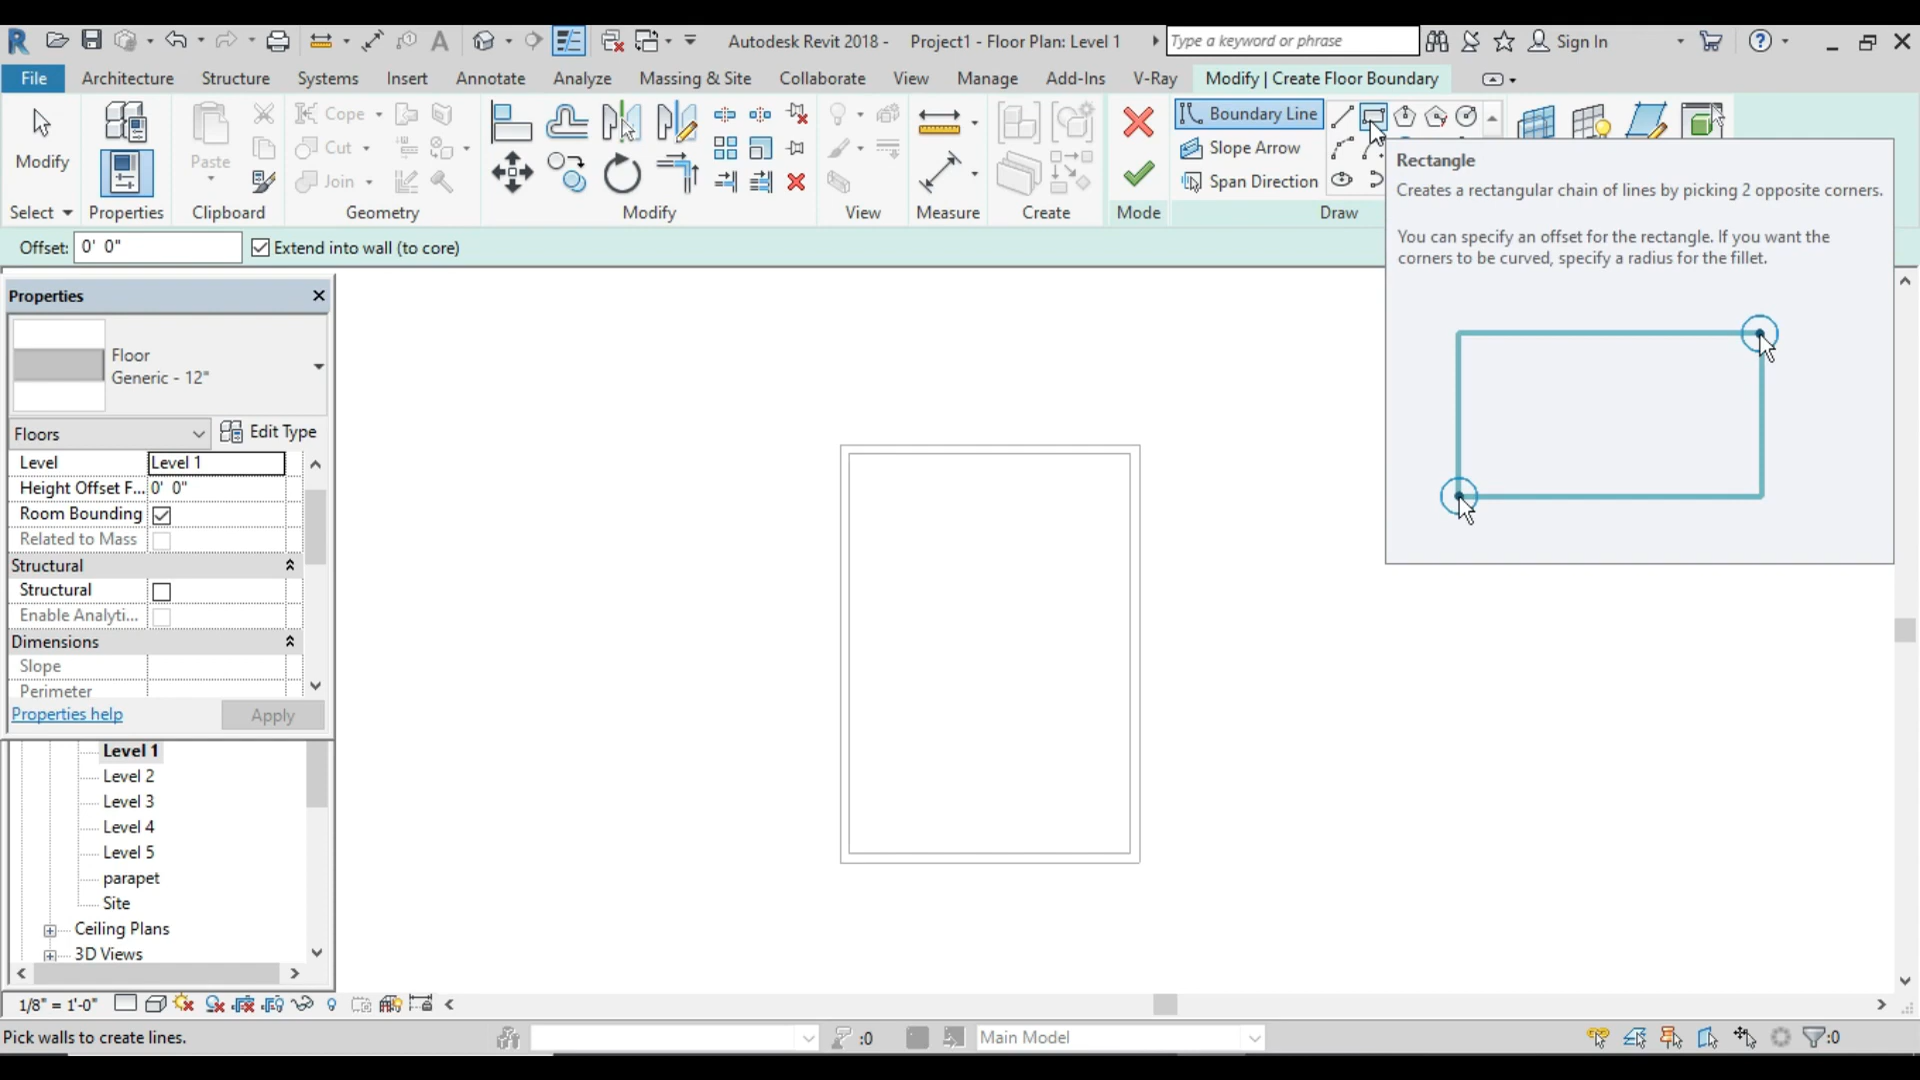 Autodesk Revit 2018 - Project1 - Floor Plan: Level 1 Type a keyword or phrase Sign In
File Architecture Structure Systems Insert Annotate Analyze Massing & Site Collaborate View Manage Add-Ins V-Ray Modify | Create Floor Boundary
Modify Paste Cope Cut Join Boundary Line Slope Arrow Span Direction
Select Properties Clipboard Geometry Modify View Measure Create Mode Draw
Rectangle
Creates a rectangular chain of lines by picking 2 opposite corners.
You can specify an offset for the rectangle. If you want the
corners to be curved, specify a radius for the fillet.
Offset: 0' 0" Extend into wall (to core)
Properties
Floor
Generic - 12"
Floors Edit Type
Level Level 1
Height Offset F... 0' 0"
Room Bounding
Related to Mass
Structural
Structural
Enable Analyti...
Dimensions
Slope
Perimeter
Properties help Apply
Level 1
Level 2
Level 3
Level 4
Level 5
parapet
Site
Ceiling Plans
3D Views
1/8" = 1'-0"
Pick walls to create lines. :0 Main Model :0